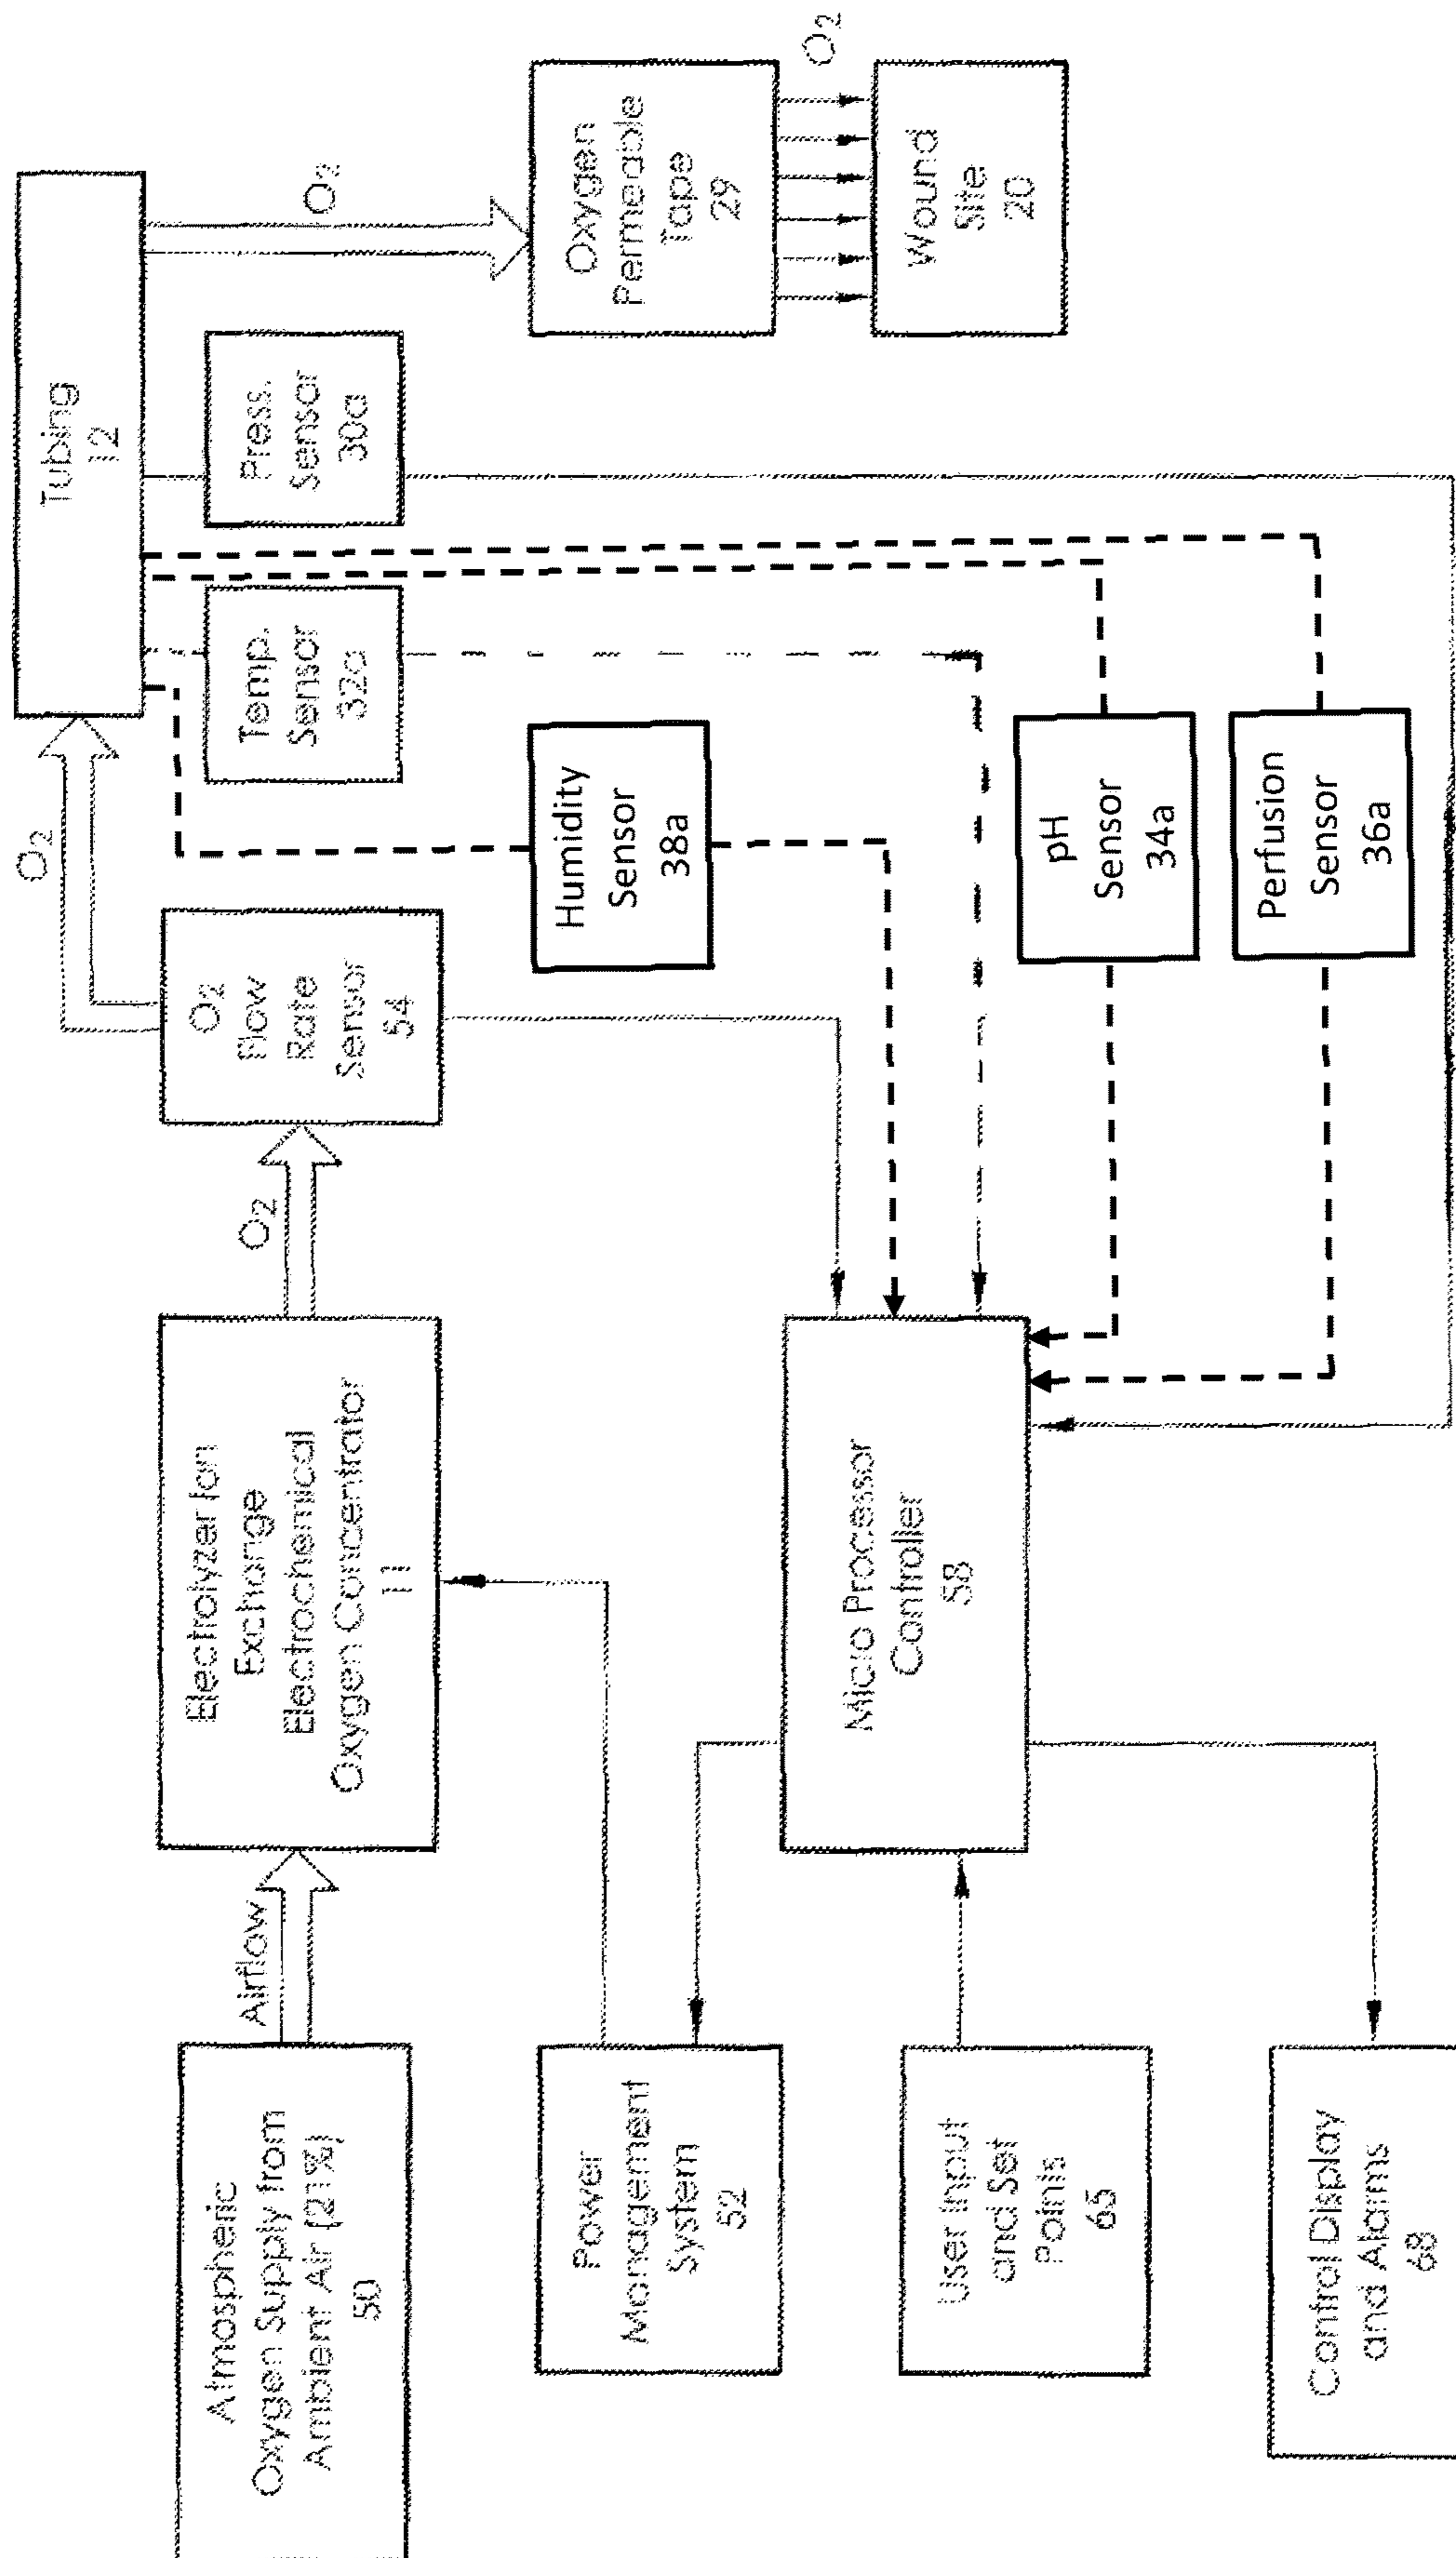 Atmospheric
Oxygen Supply from
Ambient Air (21%)
50
Airflow
Electrolyzer Ion
Exchange
Electrochemical
Oxygen Concentrator
11
O2
O2
Flow
Rate
Sensor
54
O2
Tubing
12
Temp.
Sensor
32a
Press.
Sensor
30a
O2
Oxygen
Permeable
Tape
29
O2
Wound
Site
20
Humidity
Sensor
38a
pH
Sensor
34a
Perfusion
Sensor
36a
Power
Management
System
52
Micro Processor
Controller
58
User Input
and Set
Points
65
Control Display
and Alarms
68